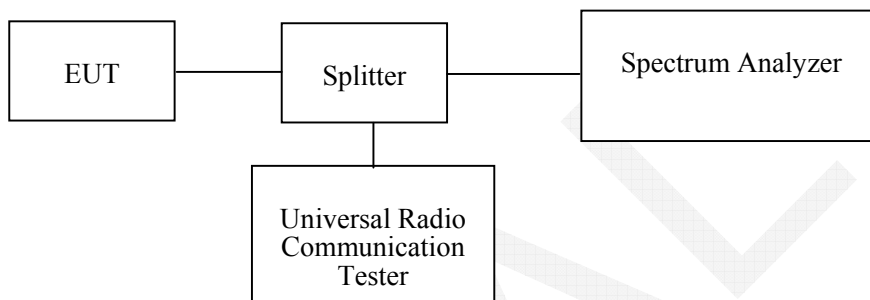 EUT
Splitter
Spectrum Analyzer
Universal Radio
Communication
Tester